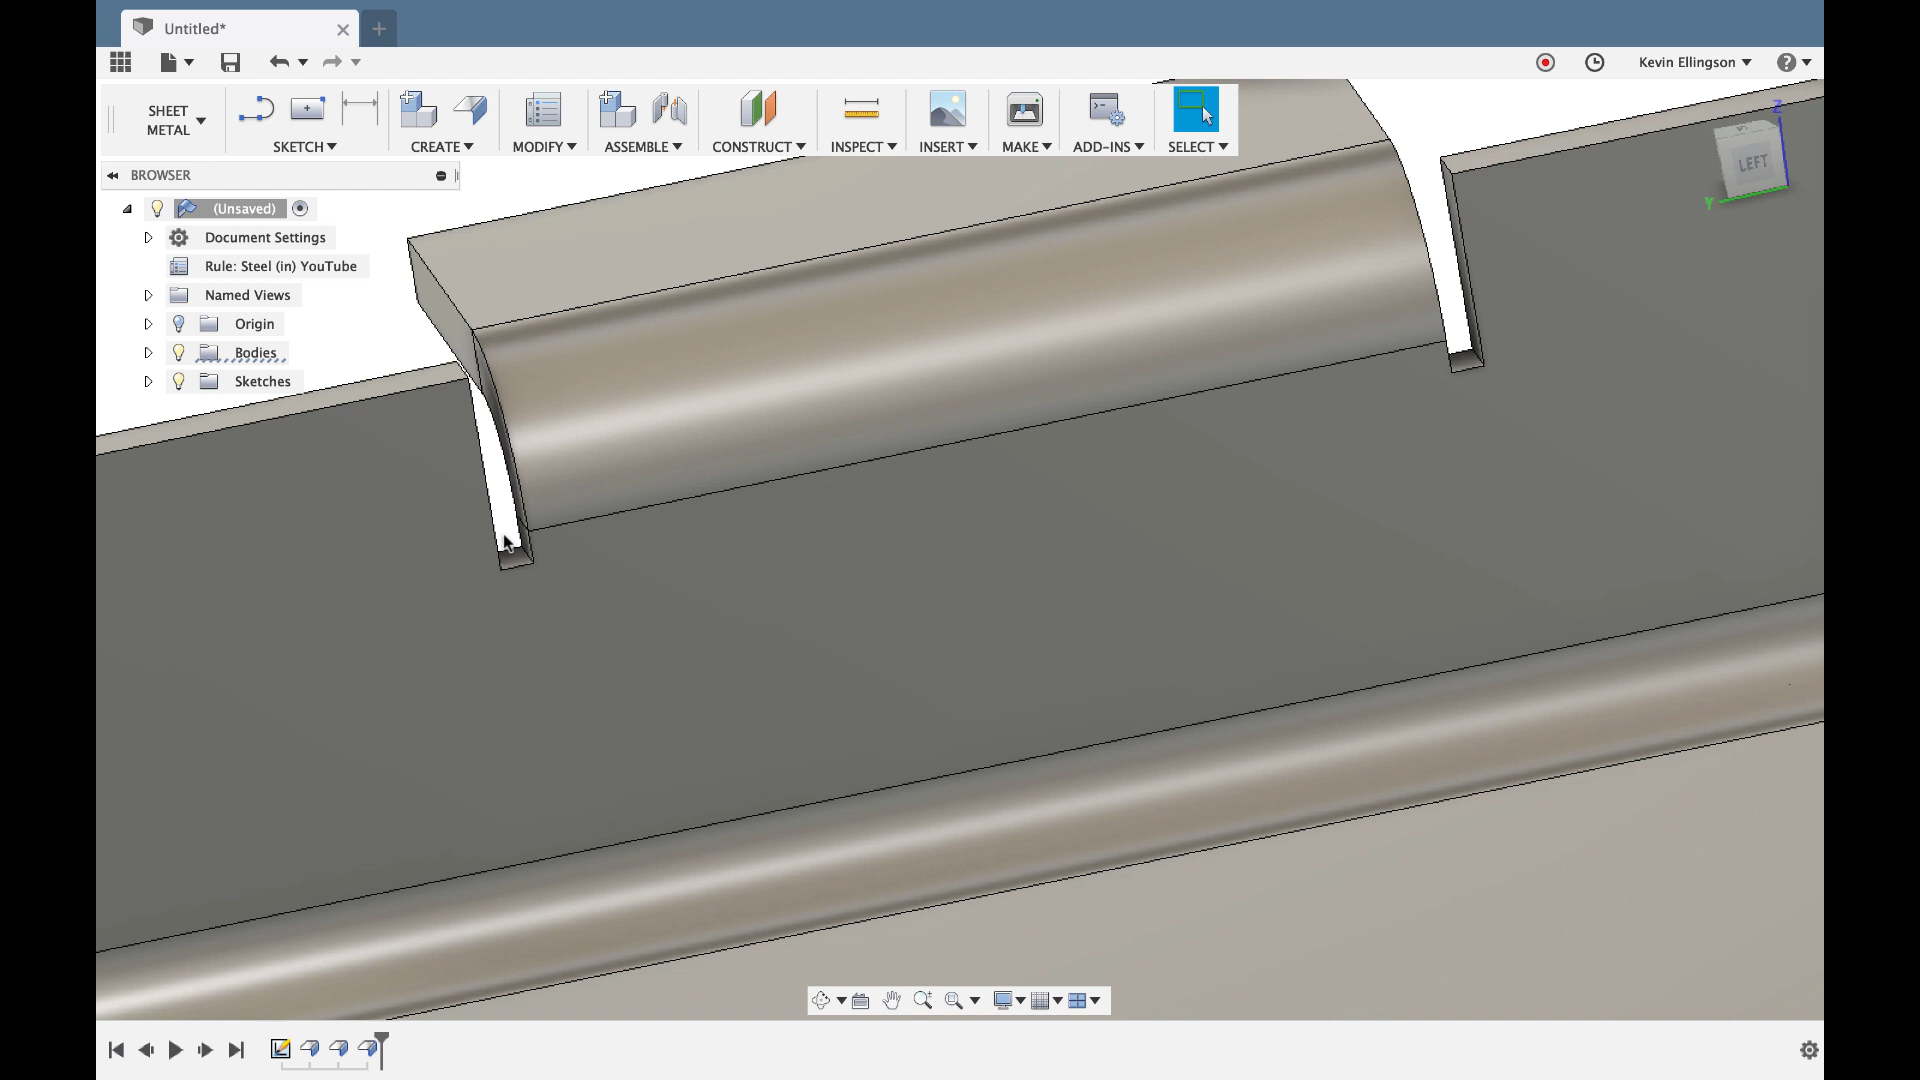 Untitled*
Kevin Ellingson
SHEET
METAL
SKETCH
CREATE
MODIFY
ASSEMBLE
CONSTRUCT
INSPECT
INSERT
MAKE
ADD-INS
SELECT
BROWSER
(Unsaved)
Document Settings
Rule: Steel (in) YouTube
Named Views
Origin
Bodies
Sketches
Z
LEFT
Y